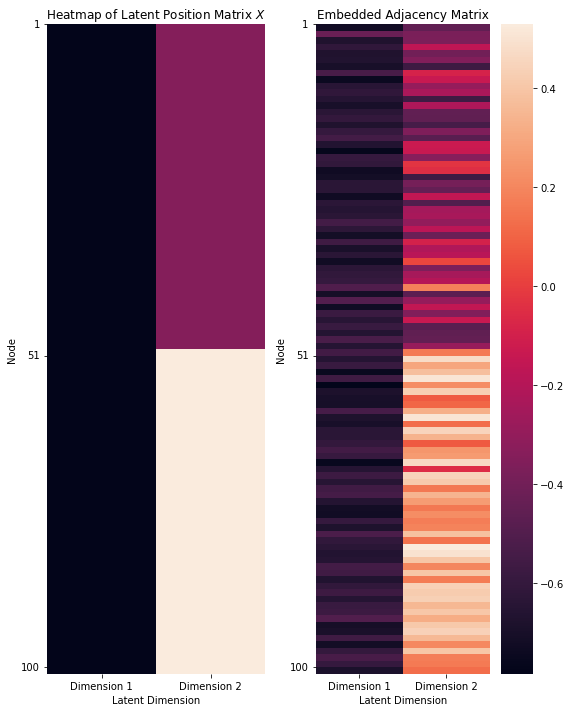 Heatmap of Latent Position Matrix X
1
51
100
Node
Dimension 1
Dimension 2
Latent Dimension
Embedded Adjacency Matrix
1
51
100
Node
Dimension 1
Dimension 2
Latent Dimension
0.4
0.2
0.0
−0.2
−0.4
−0.6